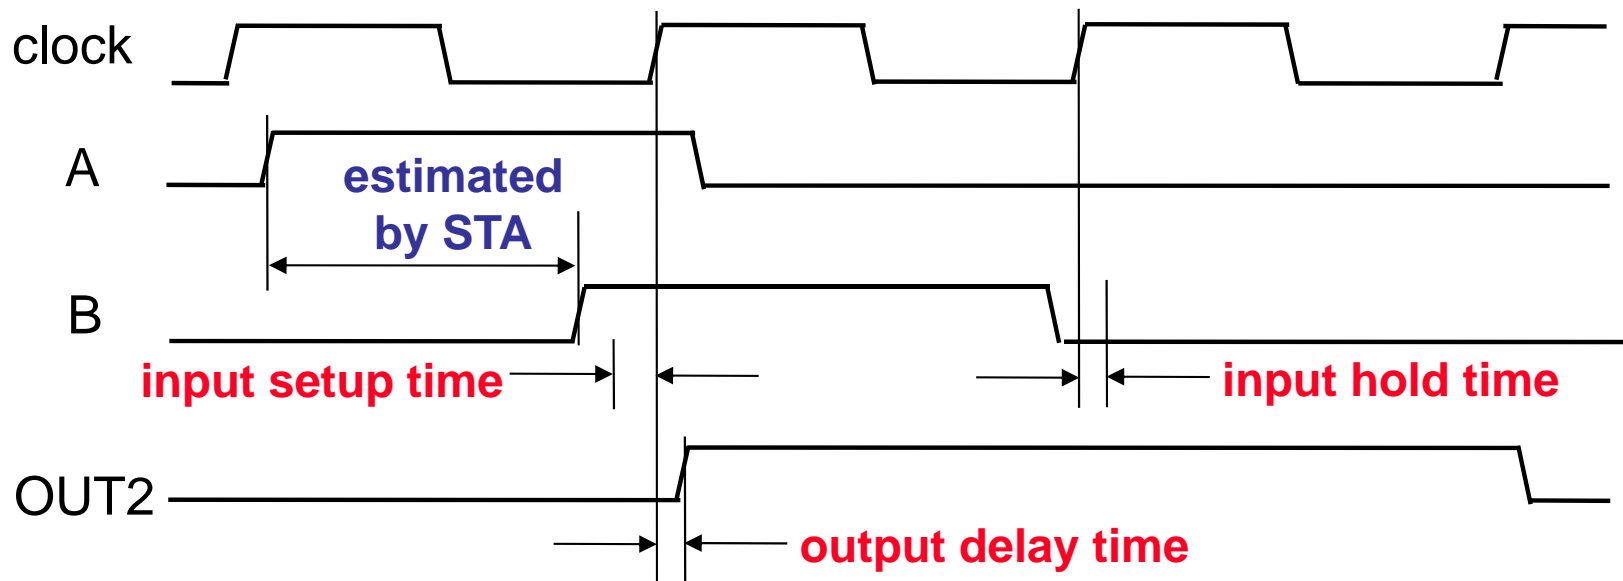 clock
A
estimated
by STA
B
input setup time
input hold time
OUT2
output delay time